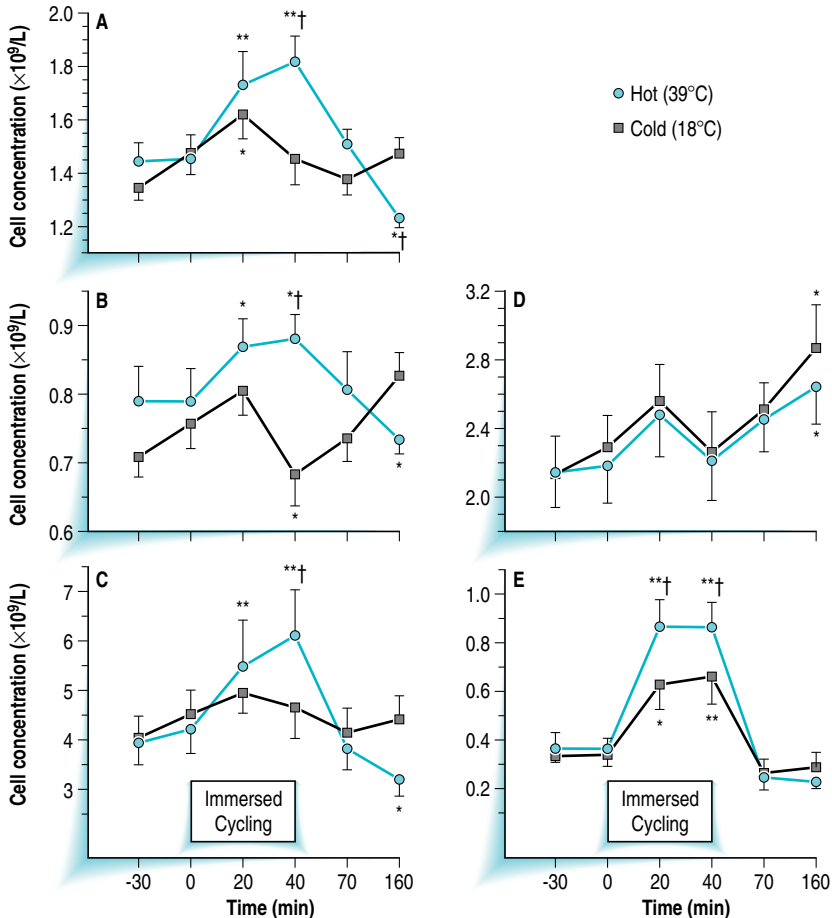 A
Cell concentration (×10⁹/L)
2.0
1.8
1.6
1.4
1.2
**
**†
*
*†
Hot (39°C)
Cold (18°C)
B
Cell concentration (×10⁹/L)
0.9
0.8
0.7
0.6
*
*†
*
*
D
3.2
2.8
2.4
2.0
*
*
C
Cell concentration (×10⁹/L)
7
6
5
4
3
**
**†
*
Immersed
Cycling
-30 0 20 40 70 160
Time (min)
E
1.0
0.8
0.6
0.4
0.2
**† **†
*
**
Immersed
Cycling
-30 0 20 40 70 160
Time (min)